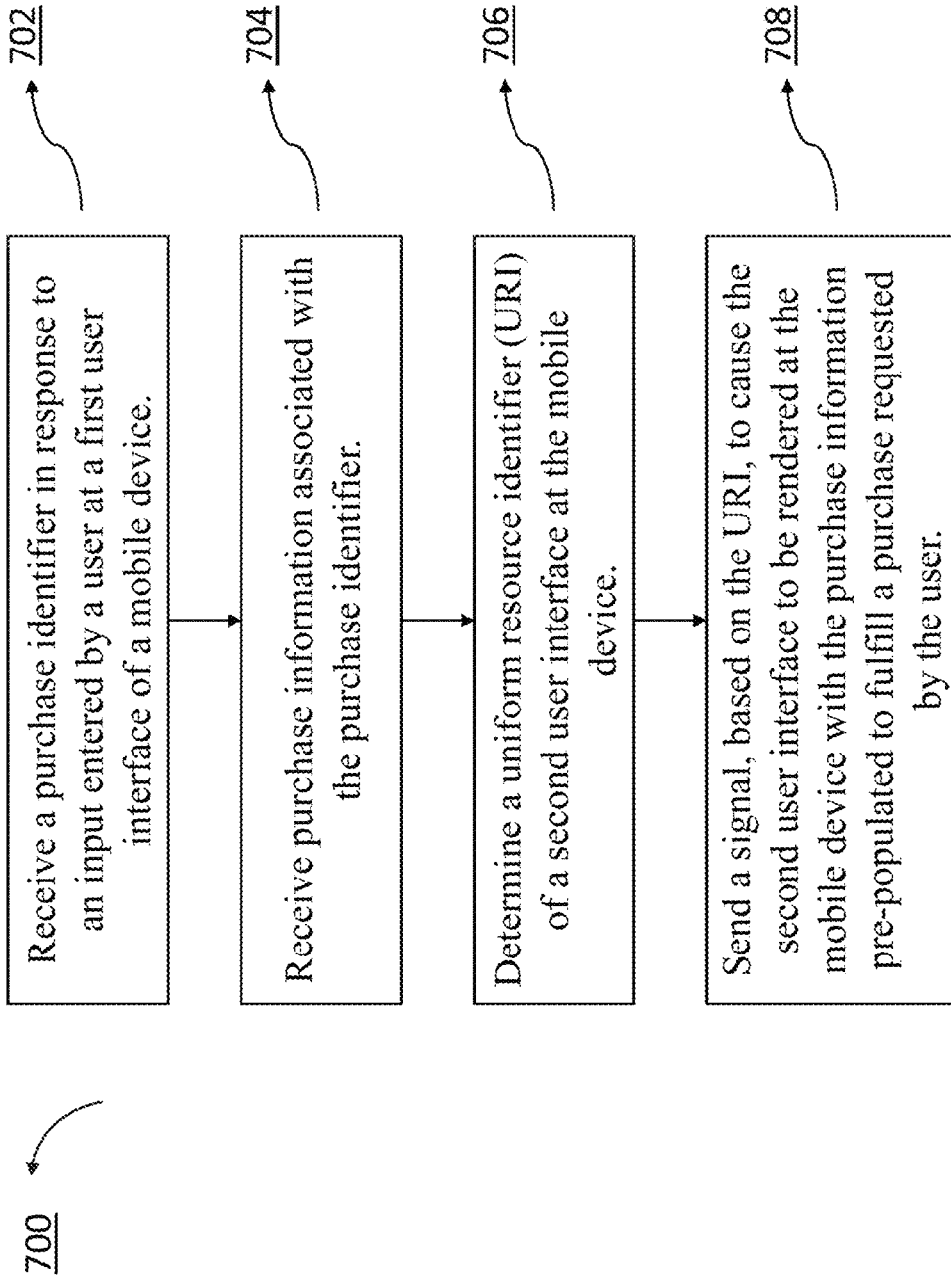 700
Receive a purchase identifier in response to
an input entered by a user at a first user
interface of a mobile device.
702
Receive purchase information associated with
the purchase identifier.
704
Determine a uniform resource identifier (URI)
of a second user interface at the mobile
device.
706
Send a signal, based on the URI, to cause the
second user interface to be rendered at the
mobile device with the purchase information
pre-populated to fulfill a purchase requested
by the user.
708